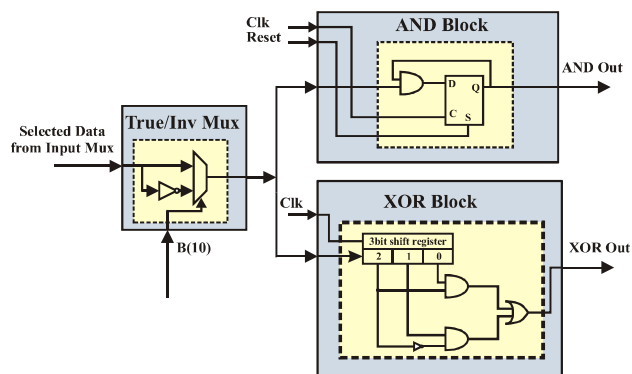 Clk
Reset
AND Block
D
Q
C
S
AND Out
Selected Data
from Input Mux
True/Inv Mux
B(10)
Clk
XOR Block
3bit shift register
2 1 0
XOR Out